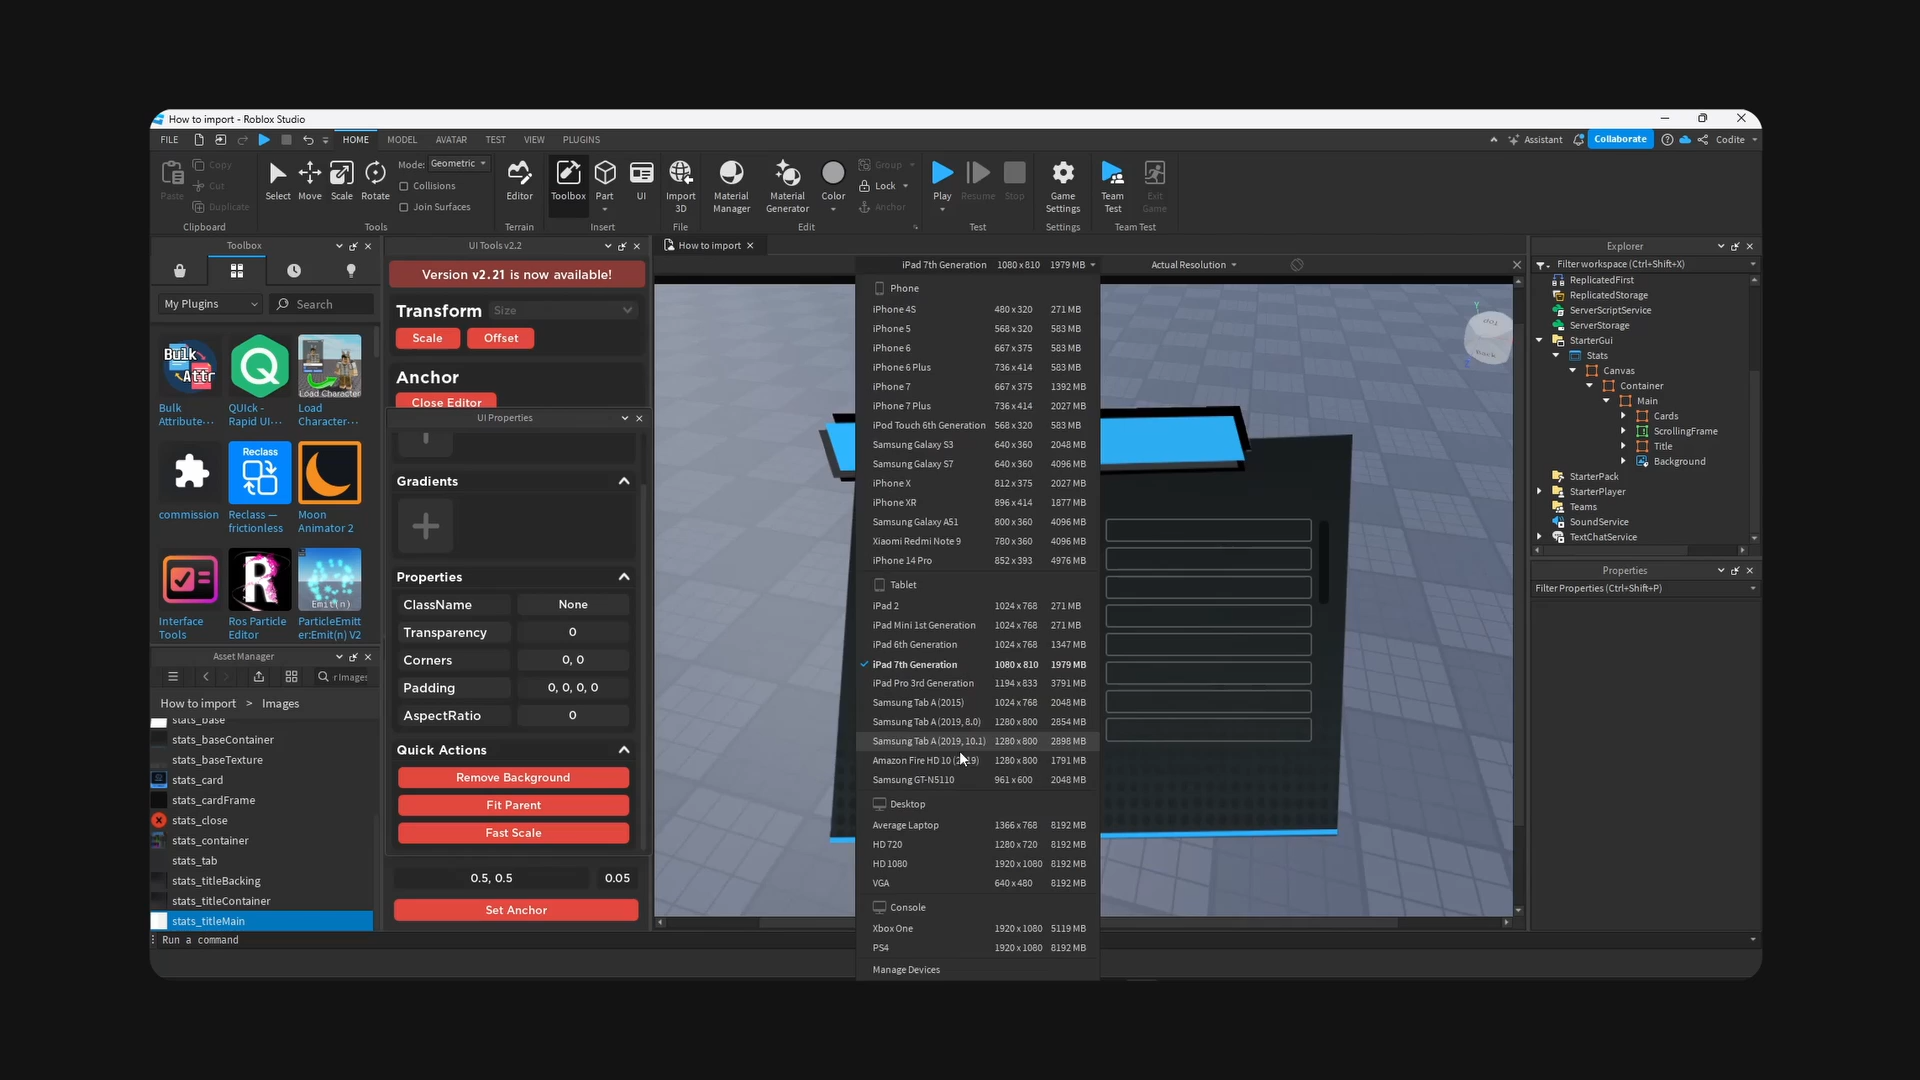 How to import - Roblox Studio
FILE HOME MODEL AVATAR TEST VIEW PLUGINS Assistant Collaborate Codite
Paste Copy Cut Duplicate
Clipboard
Select Move Scale Rotate
Mode: Geometric
Collisions
Join Surfaces
Tools
Editor
Terrain
Toolbox Part UI
Insert
Import 3D
File
Material Manager
Material Generator
Color
Group
Lock
Anchor
Edit
Play Resume Stop
Test
Game Settings
Settings
Team Test
Exit Game
Team Test
Toolbox
My Plugins Search
Bulk Attr
Bulk Attribute···
QUIck - Rapid UI···
Load Character
Load Character···
commission
Reclass
Reclass — frictionless
Moon Animator 2
Interface Tools
Ros Particle Editor
Emit(n)
ParticleEmitt er:Emit(n) V2
Asset Manager
r Images
How to import > Images
stats_base
stats_baseContainer
stats_baseTexture
stats_card
stats_cardFrame
stats_close
stats_container
stats_tab
stats_titleBacking
stats_titleContainer
stats_titleMain
Run a command
UI Tools v2.2
Version v2.21 is now available!
Transform Size
Scale Offset
Anchor
Close Editor
UI Properties
Gradients
Properties
ClassName None
Transparency 0
Corners 0, 0
Padding 0, 0, 0, 0
AspectRatio 0
Quick Actions
Remove Background
Fit Parent
Fast Scale
0.5, 0.5 0.05
Set Anchor
How to import
iPad 7th Generation 1080 x 810 1979 MB Actual Resolution
Phone
iPhone 4S 480 x 320 271 MB
iPhone 5 568 x 320 583 MB
iPhone 6 667 x 375 583 MB
iPhone 6 Plus 736 x 414 583 MB
iPhone 7 667 x 375 1392 MB
iPhone 7 Plus 736 x 414 2027 MB
iPod Touch 6th Generation 568 x 320 583 MB
Samsung Galaxy S3 640 x 360 2048 MB
Samsung Galaxy S7 640 x 360 4096 MB
iPhone X 812 x 375 2027 MB
iPhone XR 896 x 414 1877 MB
Samsung Galaxy A51 800 x 360 4096 MB
Xiaomi Redmi Note 9 780 x 360 4096 MB
iPhone 14 Pro 852 x 393 4976 MB
Tablet
iPad 2 1024 x 768 271 MB
iPad Mini 1st Generation 1024 x 768 271 MB
iPad 6th Generation 1024 x 768 1347 MB
iPad 7th Generation 1080 x 810 1979 MB
iPad Pro 3rd Generation 1194 x 833 3791 MB
Samsung Tab A (2015) 1024 x 768 2048 MB
Samsung Tab A (2019, 8.0) 1280 x 800 2854 MB
Samsung Tab A (2019, 10.1) 1280 x 800 2898 MB
Amazon Fire HD 10 (2019) 1280 x 800 1791 MB
Samsung GT-N5110 961 x 600 2048 MB
Desktop
Average Laptop 1366 x 768 8192 MB
HD 720 1280 x 720 8192 MB
HD 1080 1920 x 1080 8192 MB
VGA 640 x 480 8192 MB
Console
Xbox One 1920 x 1080 5119 MB
PS4 1920 x 1080 8192 MB
Manage Devices
Y
Top
Back
Explorer
Filter workspace (Ctrl+Shift+X)
ReplicatedFirst
ReplicatedStorage
ServerScriptService
ServerStorage
StarterGui
Stats
Canvas
Container
Main
Cards
ScrollingFrame
Title
Background
StarterPack
StarterPlayer
Teams
SoundService
TextChatService
Properties
Filter Properties (Ctrl+Shift+P)